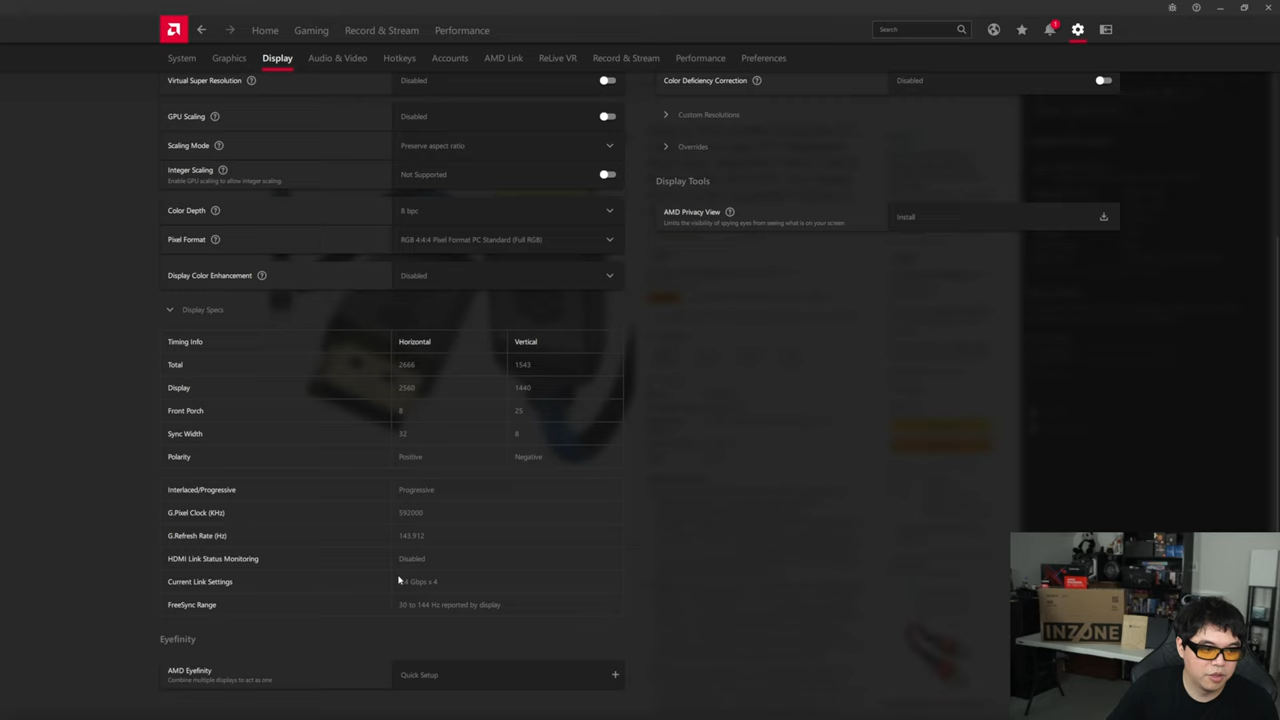 Home
Gaming
Record & Stream
Performance
Search
1
System
Graphics
Display
Audio & Video
Hotkeys
Accounts
AMD Link
ReLive VR
Record & Stream
Performance
Preferences
Virtual Super Resolution
Disabled
Color Deficiency Correction
Disabled
GPU Scaling
Disabled
Custom Resolutions
Scaling Mode
Preserve aspect ratio
Overrides
Integer Scaling
Enable GPU scaling to allow integer scaling.
Not Supported
Display Tools
Color Depth
8 bpc
AMD Privacy View
Limits the visibility of spying eyes from seeing what is on your screen
Install
Pixel Format
RGB 4:4:4 Pixel Format PC Standard (Full RGB)
Display Color Enhancement
Disabled
Display Specs
Timing Info
Horizontal
Vertical
Total
2666
1543
Display
2560
1440
Front Porch
8
25
Sync Width
32
8
Polarity
Positive
Negative
Interlaced/Progressive
Progressive
G.Pixel Clock (KHz)
592000
G.Refresh Rate (Hz)
143.912
HDMI Link Status Monitoring
Disabled
Current Link Settings
4 Gbps x 4
FreeSync Range
30 to 144 Hz reported by display
Eyefinity
AMD Eyefinity
Combine multiple displays to act as one
Quick Setup
INZONE